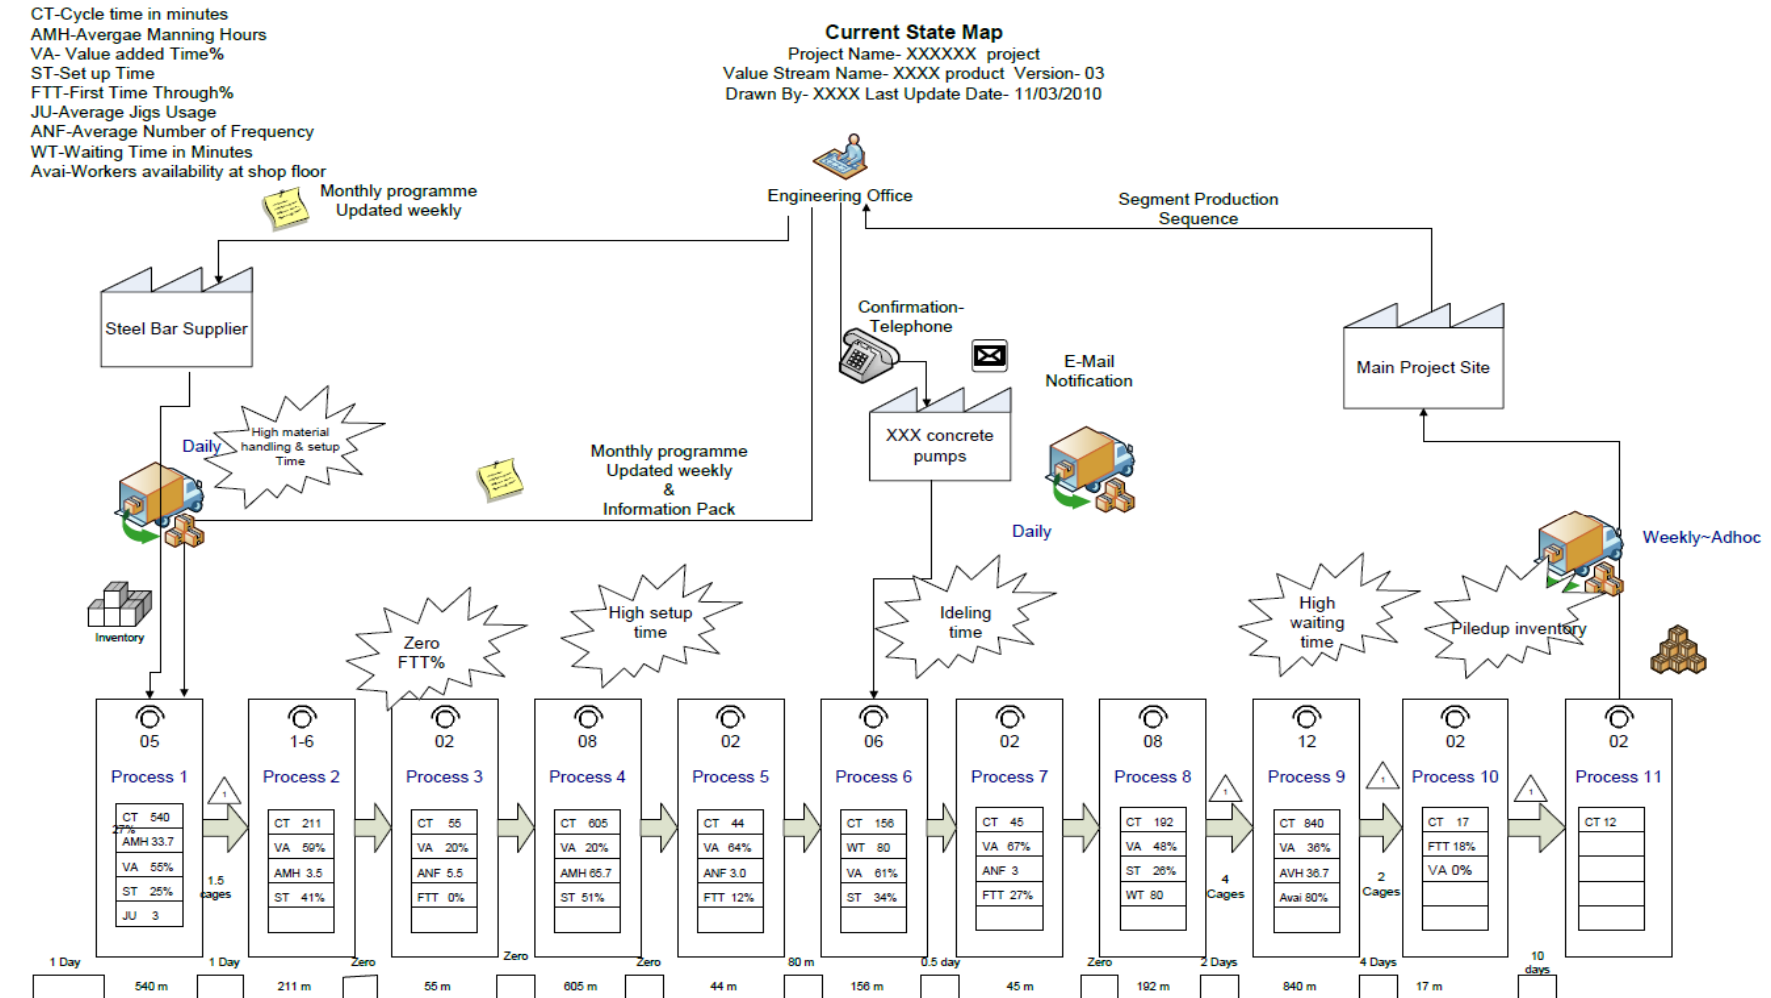 CT-Cycle time in minutes
AMH-Avergae Manning Hours
VA- Value added Time%
ST-Set up Time
FTT-First Time Through%
JU-Average Jigs Usage
ANF-Average Number of Frequency
WT-Waiting Time in Minutes
Avai-Workers availability at shop floor
Current State Map
Project Name- XXXXXX project
Value Stream Name- XXXX product Version- 03
Drawn By- XXXX Last Update Date- 11/03/2010
Monthly programme
Updated weekly
Engineering Office
Segment Production
Sequence
Steel Bar Supplier
Confirmation-
Telephone
E-Mail
Notification
Main Project Site
Daily
High material
handling & setup
Time
Monthly programme
Updated weekly
&
Information Pack
XXX concrete
pumps
Daily
Weekly~Adhoc
Inventory
Zero
FTT%
High setup
time
Ideling
time
High
waiting
time
Piledup inventory
05
Process 1
CT 540
27%
AMH 33.7
VA 55%
ST 25%
JU 3
1
1.5
cages
1-6
Process 2
CT 211
VA 59%
AMH 3.5
ST 41%
02
Process 3
CT 55
VA 20%
ANF 5.5
FTT 0%
08
Process 4
CT 605
VA 20%
AMH 65.7
ST 51%
02
Process 5
CT 44
VA 64%
ANF 3.0
FTT 12%
06
Process 6
CT 156
WT 80
VA 61%
ST 34%
02
Process 7
CT 45
VA 67%
ANF 3
FTT 27%
08
Process 8
CT 192
VA 48%
ST 26%
WT 80
1
4
Cages
12
Process 9
CT 840
VA 36%
AVH 36.7
Avai 80%
1
2
Cages
02
Process 10
CT 17
FTT 18%
VA 0%
1
02
Process 11
CT 12
1 Day
1 Day
Zero
Zero
Zero
80 m
0.5 day
Zero
2 Days
4 Days
10
days
540 m
211 m
55 m
605 m
44 m
156 m
45 m
192 m
840 m
17 m